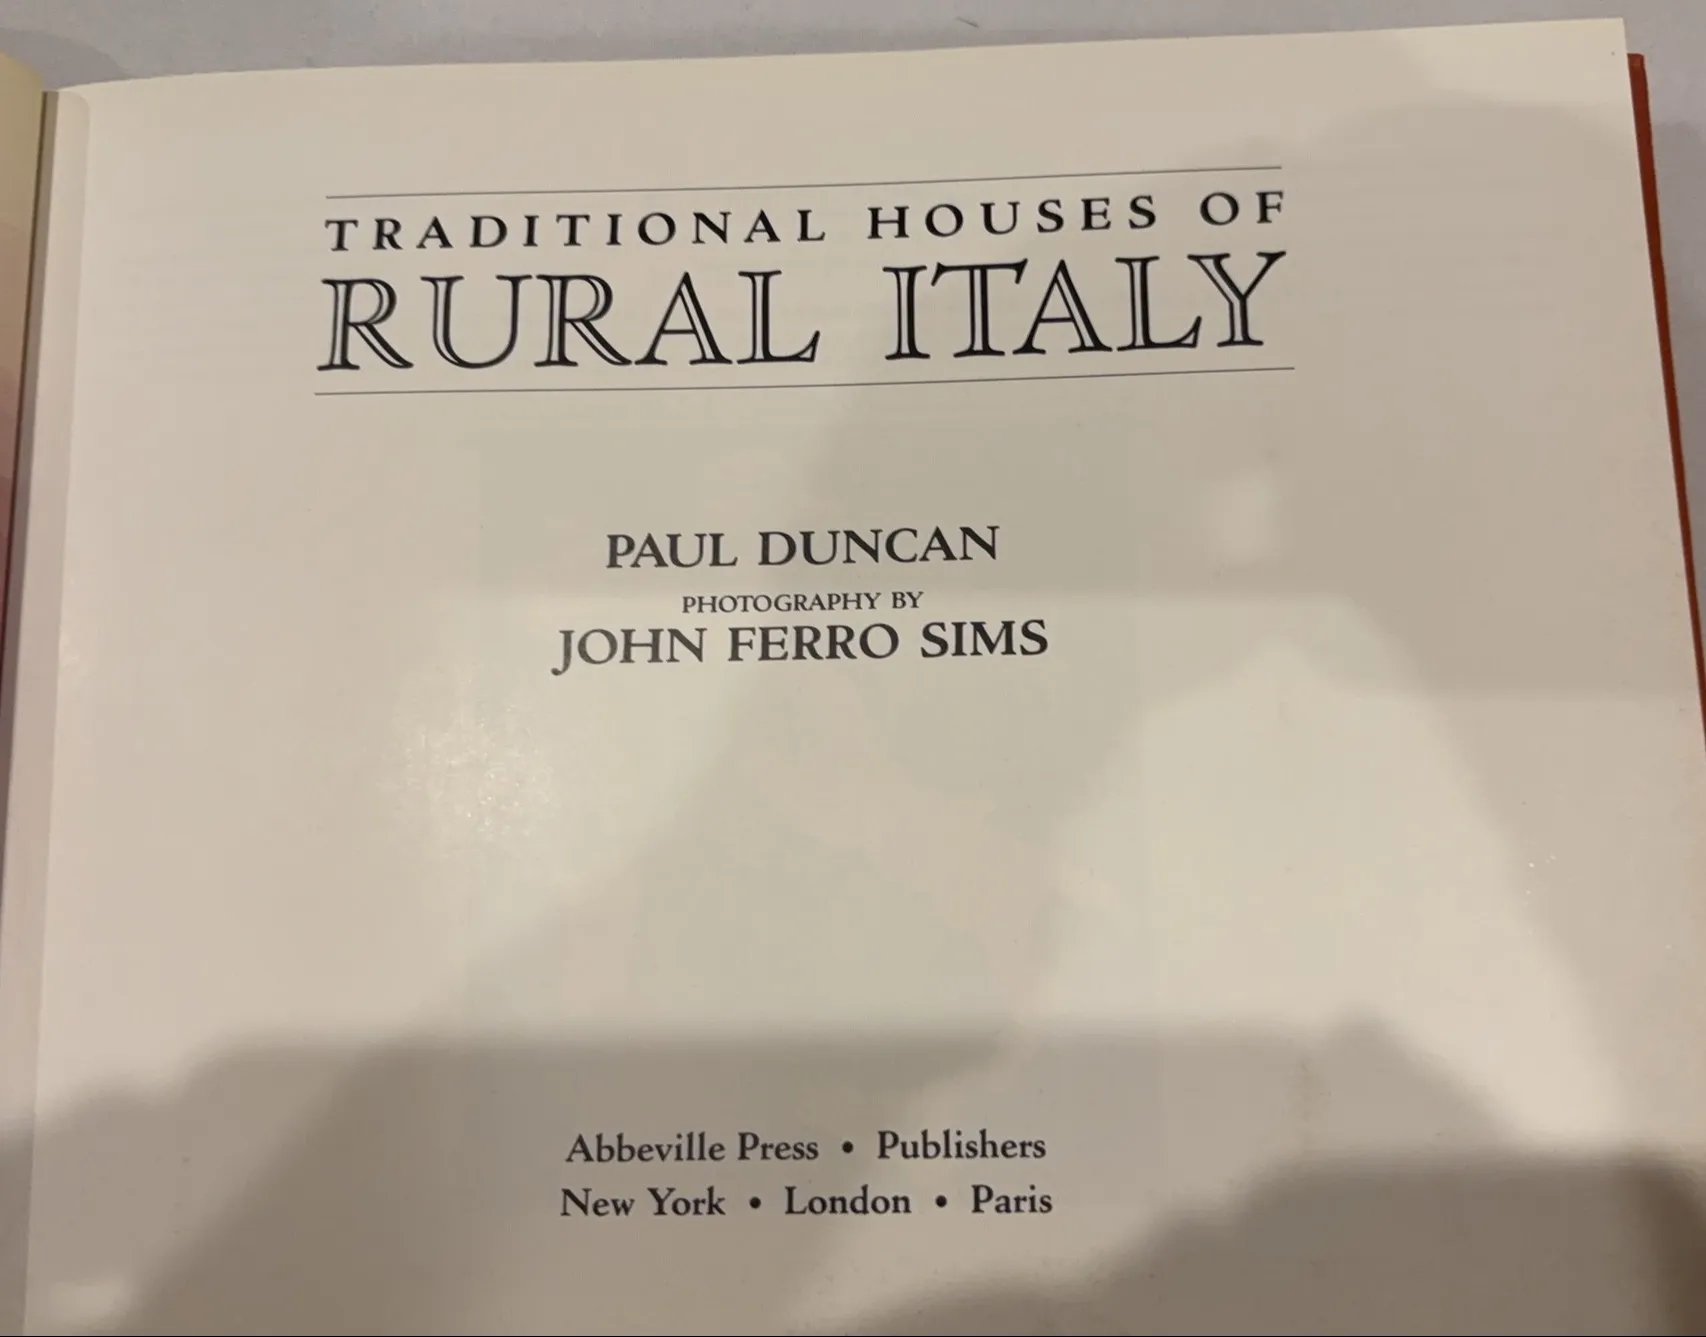 TRADITIONAL HOUSES OF
RURAL ITALY
PAUL DUNCAN
PHOTOGRAPHY BY
JOHN FERRO SIMS
Abbeville Press • Publishers
New York • London • Paris